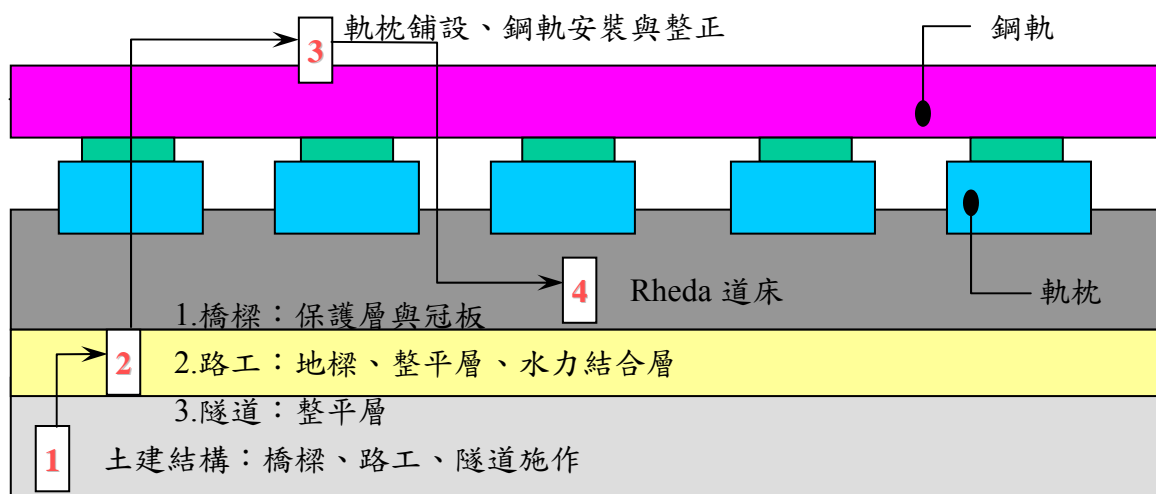 軌枕舖設、鋼軌安裝與整正
鋼軌
3
4
Rheda 道床
軌枕
1.橋樑：保護層與冠板
2
2.路工：地樑、整平層、水力結合層
3.隧道：整平層
1
土建結構：橋樑、路工、隧道施作